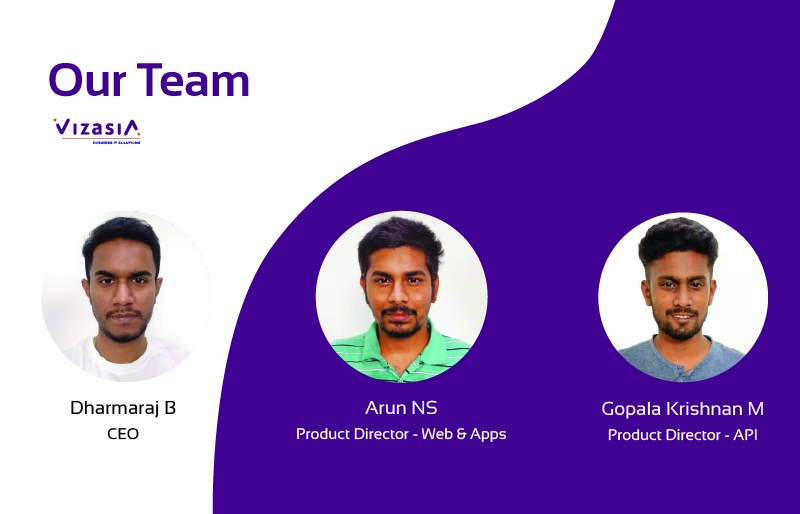 Our Team
VIZASIA
BUSINESS IT SOLUTIONS
Dharmaraj B
CEO
Arun NS
Product Director - Web & Apps
Gopala Krishnan M
Product Director - API